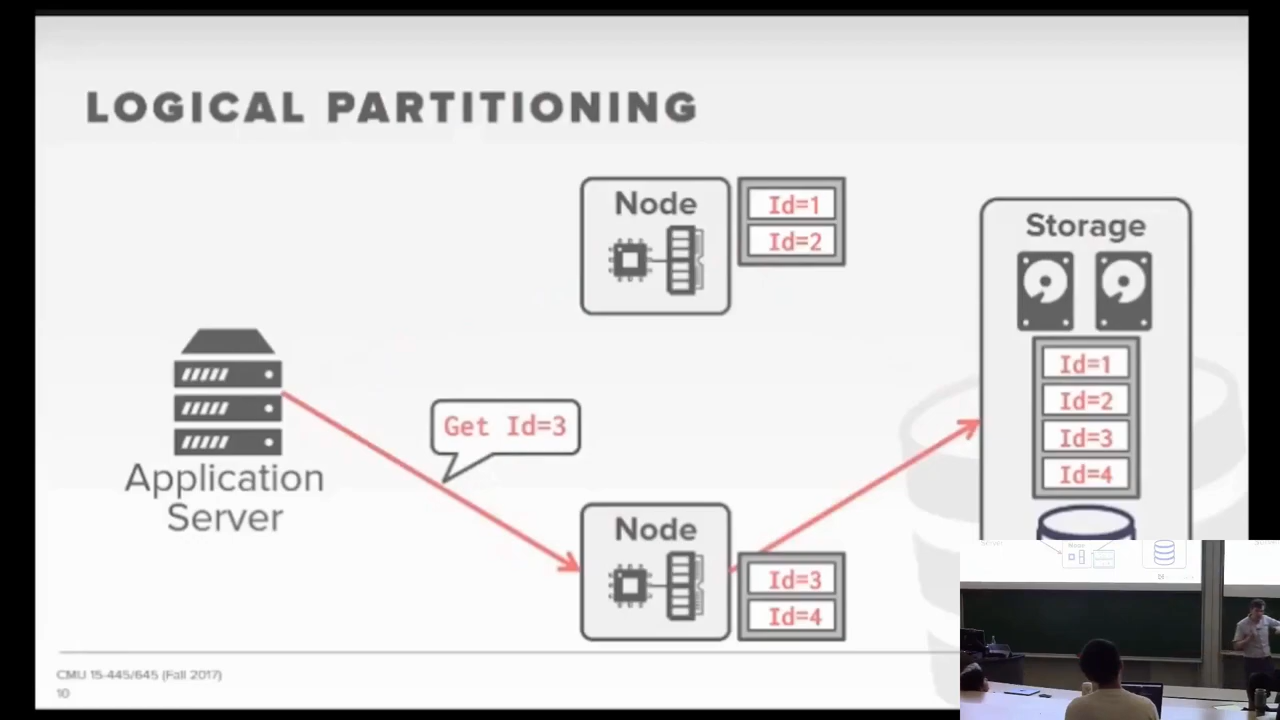 LOGICAL PARTITIONING
Node
Id=1
Id=2
Storage
Id=1
Id=2
Id=3
Id=4
Application
Server
Get Id=3
Node
Id=3
Id=4
CMU 15-445/645 (Fall 2017)
10